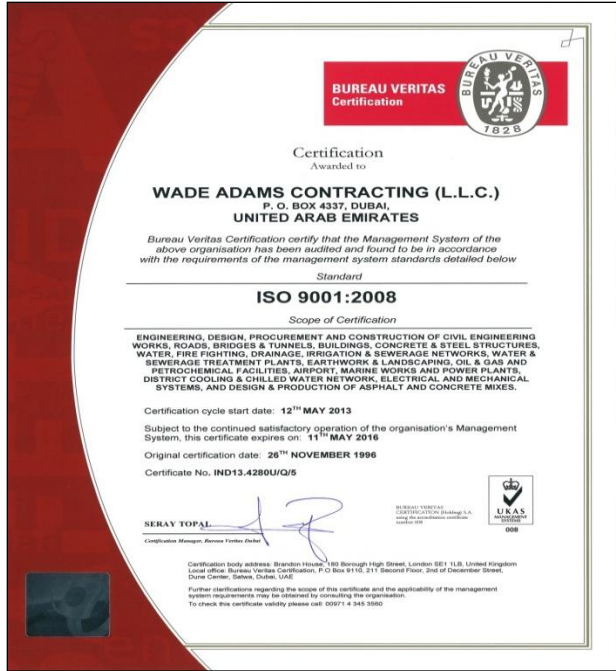 BUREAU VERITAS
Certification
BUREAU VERITAS
1828
Certification
Awarded to
WADE ADAMS CONTRACTING (L.L.C.)
P. O. BOX 4337, DUBAI,
UNITED ARAB EMIRATES
Bureau Veritas Certification certify that the Management System of the
above organisation has been audited and found to be in accordance
with the requirements of the management system standards detailed below
Standard
ISO 9001:2008
Scope of Certification
ENGINEERING, DESIGN, PROCUREMENT AND CONSTRUCTION OF CIVIL ENGINEERING
WORKS, ROADS, BRIDGES & TUNNELS, BUILDINGS, CONCRETE & STEEL STRUCTURES,
WATER, FIRE FIGHTING, DRAINAGE, IRRIGATION & SEWERAGE NETWORKS, WATER &
SEWERAGE TREATMENT PLANTS, EARTHWORK & LANDSCAPING, OIL & GAS AND
PETROCHEMICAL FACILITIES, AIRPORT, MARINE WORKS AND POWER PLANTS,
DISTRICT COOLING & CHILLED WATER NETWORK, ELECTRICAL AND MECHANICAL
SYSTEMS, AND DESIGN & PRODUCTION OF ASPHALT AND CONCRETE MIXES.
Certification cycle start date: 12TH MAY 2013
Subject to the continued satisfactory operation of the organisation's Management
System, this certificate expires on: 11TH MAY 2016
Original certification date: 26TH NOVEMBER 1996
Certificate No. IND13.4280U/Q/5
SERAY TOPAL
Certification Manager, Bureau Veritas Dubai
BUREAU VERITAS
CERTIFICATION (Holding) S.A.
using the accreditation certificate
number 008
UKAS
MANAGEMENT
SYSTEMS
008
Certification body address: Brandon House, 180 Borough High Street, London SE1 1LB, United Kingdom
Local office: Bureau Veritas Certification, P.O Box 9110, 211 Second Floor, 2nd of December Street,
Dune Center, Satwa, Dubai, UAE
Further clarifications regarding the scope of this certificate and the applicability of the management
system requirements may be obtained by consulting the organisation.
To check this certificate validity please call: 00971 4 345 3560